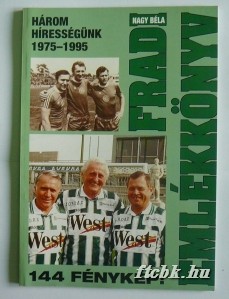 HÁROM
HÍRESSÉGÜNK
1975-1995
NAGY BÉLA
FRADI
EMLÉKKÖNYV
West
West
West
144 FÉNYKÉP!
ftcbk.hu